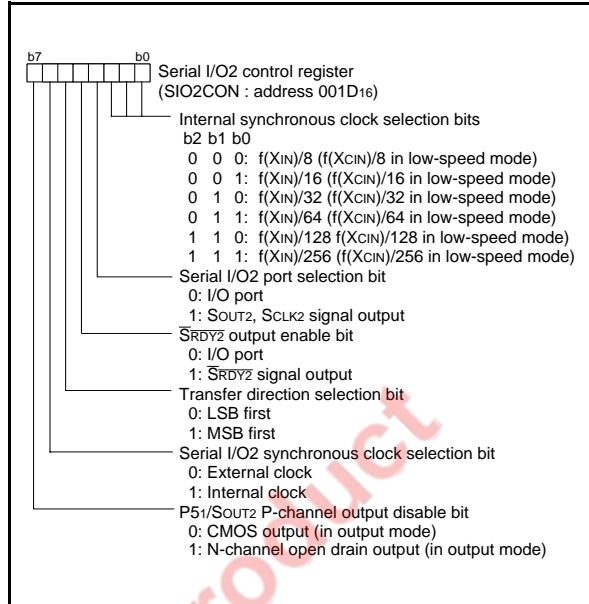 b7 b0
Serial I/O2 control register
(SIO2CON : address 001D16)
Internal synchronous clock selection bits
b2 b1 b0
0 0 0: f(XIN)/8 (f(XCIN)/8 in low-speed mode)
0 0 1: f(XIN)/16 (f(XCIN)/16 in low-speed mode)
0 1 0: f(XIN)/32 (f(XCIN)/32 in low-speed mode)
0 1 1: f(XIN)/64 (f(XCIN)/64 in low-speed mode)
1 1 0: f(XIN)/128 f(XCIN)/128 in low-speed mode)
1 1 1: f(XIN)/256 (f(XCIN)/256 in low-speed mode)
Serial I/O2 port selection bit
0: I/O port
1: SOUT2, SCLK2 signal output
SRDY2 output enable bit
0: I/O port
1: SRDY2 signal output
Transfer direction selection bit
0: LSB first
1: MSB first
Serial I/O2 synchronous clock selection bit
0: External clock
1: Internal clock
P51/SOUT2 P-channel output disable bit
0: CMOS output (in output mode)
1: N-channel open drain output (in output mode)
roduct